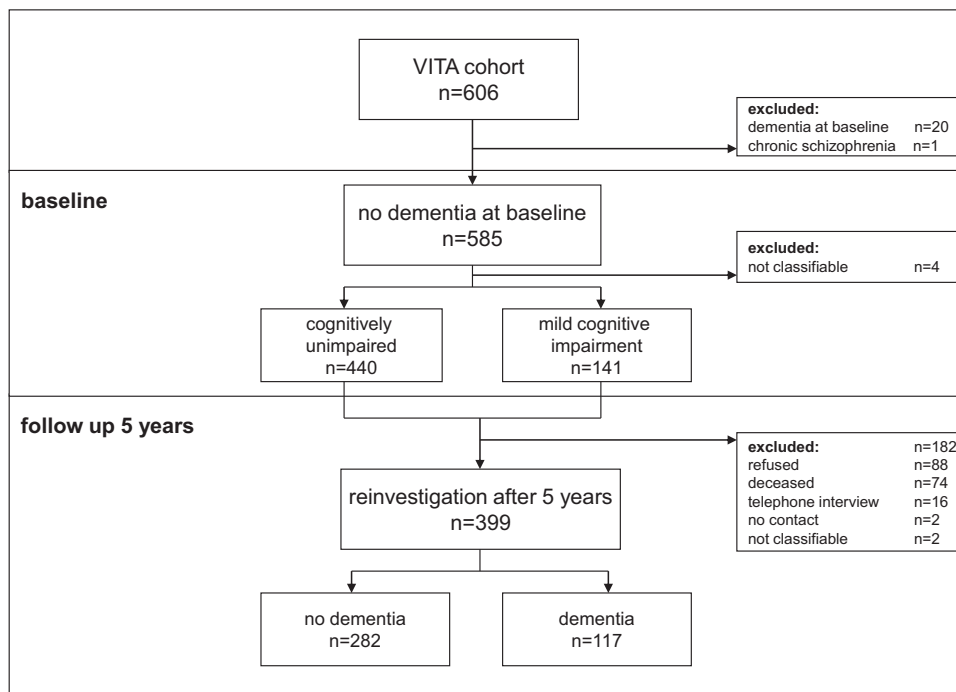 VITA cohort
n=606
excluded:
dementia at baseline n=20
chronic schizophrenia n=1
baseline
no dementia at baseline
n=585
excluded:
not classifiable n=4
cognitively
unimpaired
n=440
mild cognitive
impairment
n=141
follow up 5 years
excluded: n=182
refused n=88
deceased n=74
telephone interview n=16
no contact n=2
not classifiable n=2
reinvestigation after 5 years
n=399
no dementia
n=282
dementia
n=117